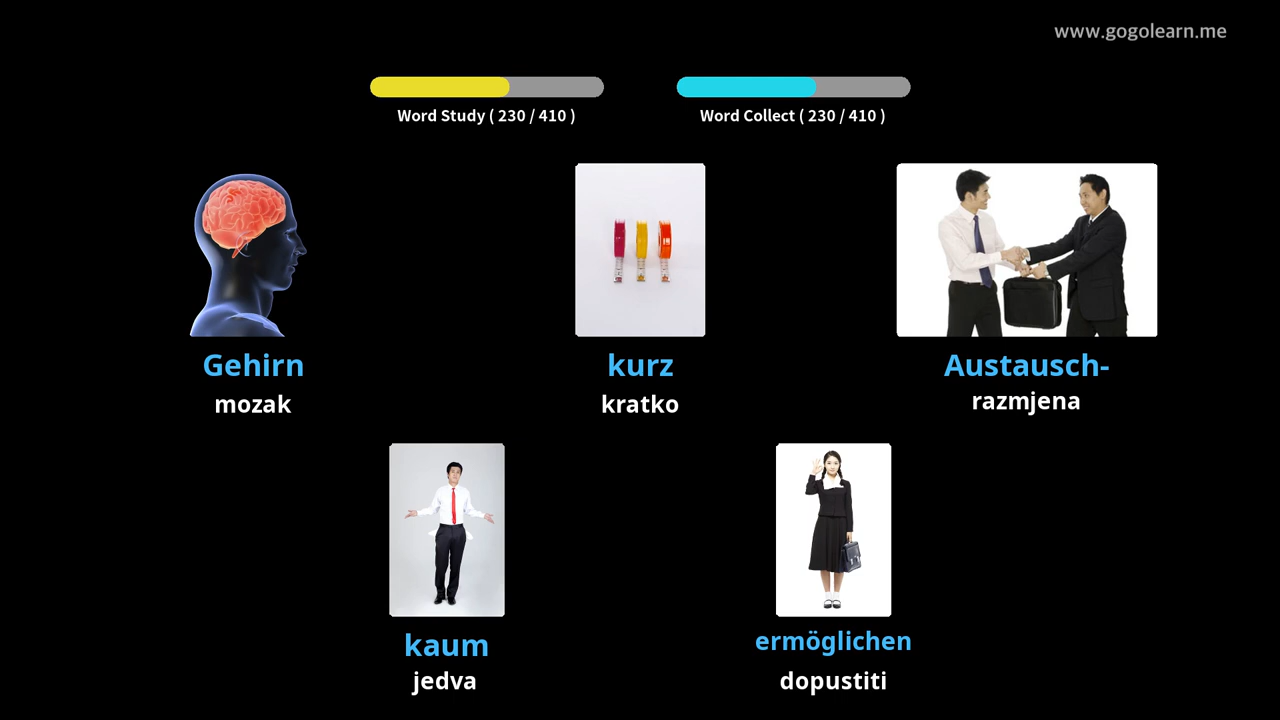 www.gogolearn.me
Word Study ( 230 / 410 )
Word Collect ( 230 / 410 )
Gehirn
mozak
kurz
kratko
Austausch-
razmjena
kaum
jedva
ermöglichen
dopustiti